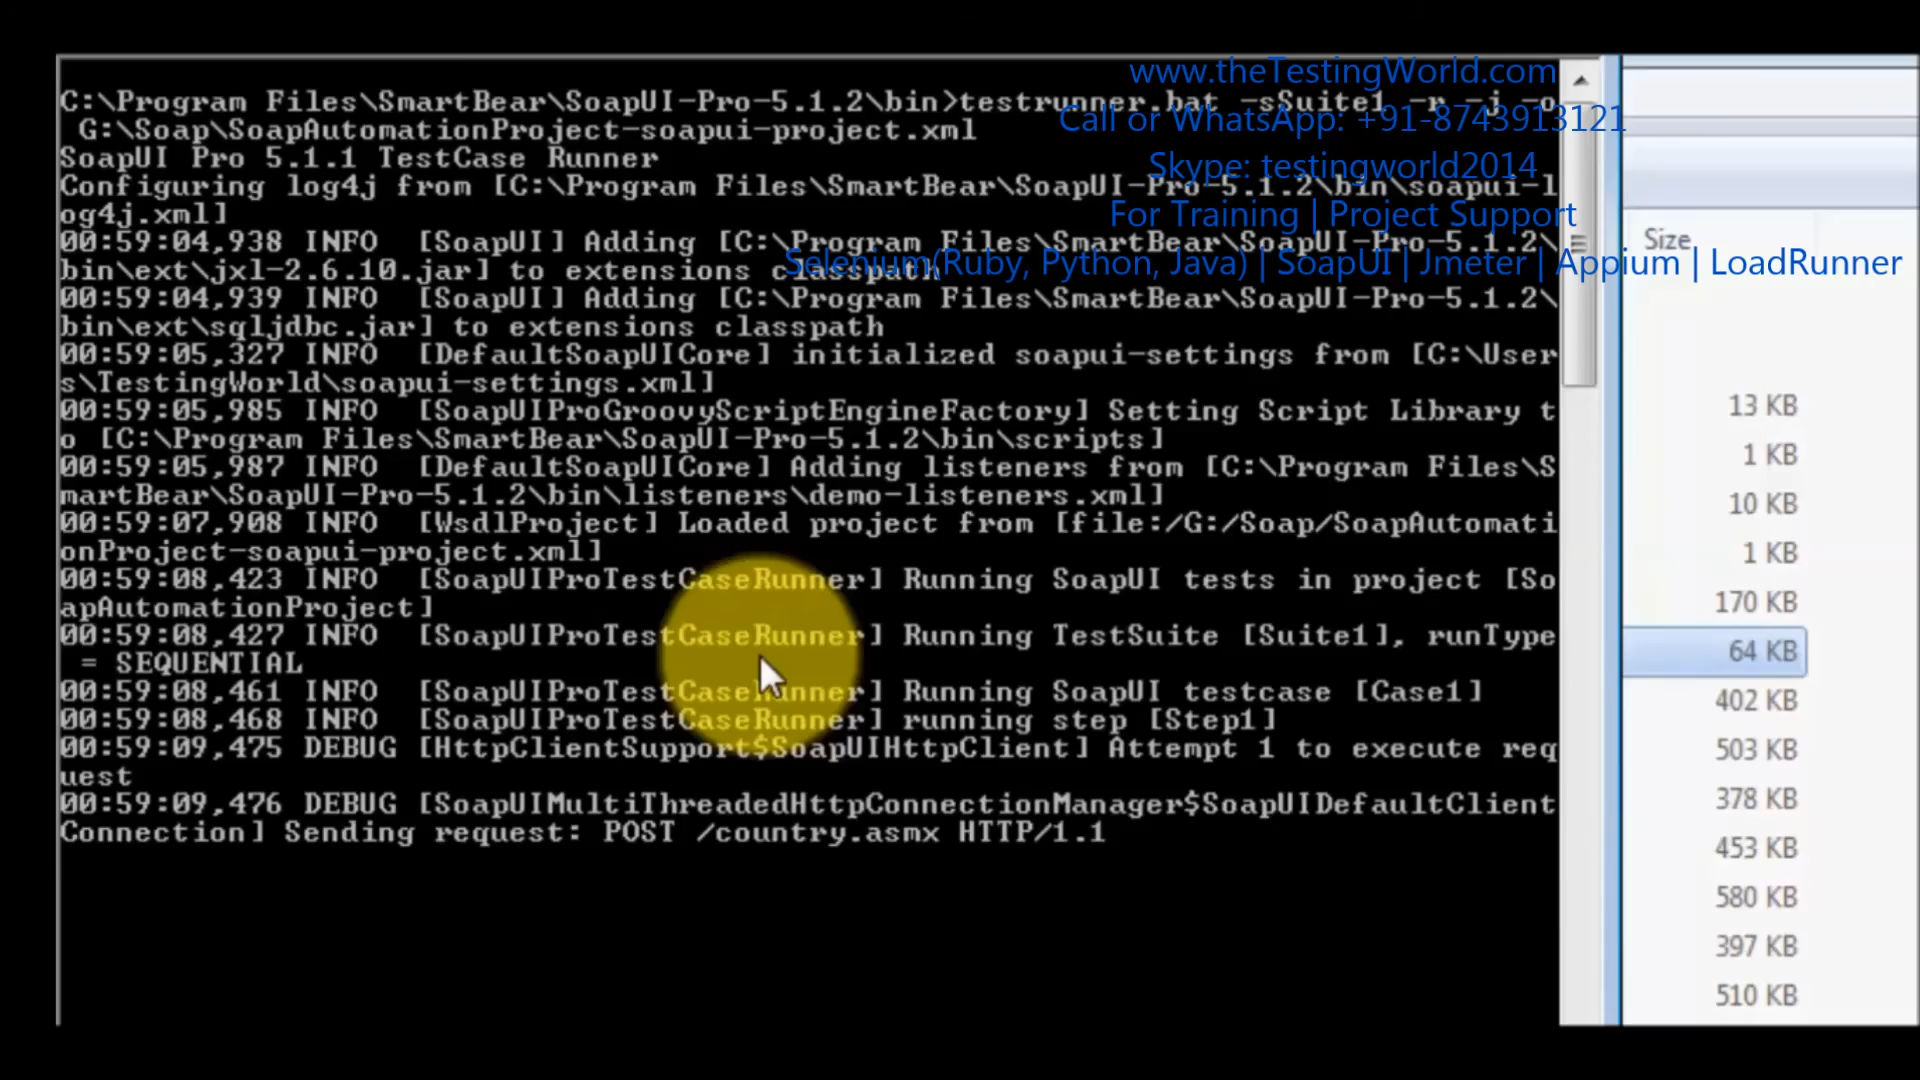 www.theTestingWorld.com
Call or WhatsApp: +91-8743913121
Skype: testingworld2014
For Training | Project Support
Selenium(Ruby, Python, Java) | SoapUI | Jmeter | Appium | LoadRunner
C:\Program Files\SmartBear\SoapUI-Pro-5.1.2\bin>testrunner.bat -sSuite1 -r -j -o
G:\Soap\SoapAutomationProject-soapui-project.xml
SoapUI Pro 5.1.1 TestCase Runner
Configuring log4j from [C:\Program Files\SmartBear\SoapUI-Pro-5.1.2\bin\soapui-l
og4j.xml]
00:59:04,938 INFO [SoapUI] Adding [C:\Program Files\SmartBear\SoapUI-Pro-5.1.2\
bin\ext\jxl-2.6.10.jar] to extensions classpath
00:59:04,939 INFO [SoapUI] Adding [C:\Program Files\SmartBear\SoapUI-Pro-5.1.2\
bin\ext\sqljdbc.jar] to extensions classpath
00:59:05,327 INFO [DefaultSoapUICore] initialized soapui-settings from [C:\User
s\TestingWorld\soapui-settings.xml]
00:59:05,985 INFO [SoapUIProGroovyScriptEngineFactory] Setting Script Library t
o [C:\Program Files\SmartBear\SoapUI-Pro-5.1.2\bin\scripts]
00:59:05,987 INFO [DefaultSoapUICore] Adding listeners from [C:\Program Files\S
martBear\SoapUI-Pro-5.1.2\bin\listeners\demo-listeners.xml]
00:59:07,908 INFO [WsdlProject] Loaded project from [file:/G:/Soap/SoapAutomati
onProject-soapui-project.xml]
00:59:08,423 INFO [SoapUIProTestCaseRunner] Running SoapUI tests in project [So
apAutomationProject]
00:59:08,427 INFO [SoapUIProTestCaseRunner] Running TestSuite [Suite1], runType
= SEQUENTIAL
00:59:08,461 INFO [SoapUIProTestCaseRunner] Running SoapUI testcase [Case1]
00:59:08,468 INFO [SoapUIProTestCaseRunner] running step [Step1]
00:59:09,475 DEBUG [HttpClientSupport$SoapUIHttpClient] Attempt 1 to execute req
uest
00:59:09,476 DEBUG [SoapUIMultiThreadedHttpConnectionManager$SoapUIDefaultClient
Connection] Sending request: POST /country.asmx HTTP/1.1
Size
13 KB
1 KB
10 KB
1 KB
170 KB
64 KB
402 KB
503 KB
378 KB
453 KB
580 KB
397 KB
510 KB